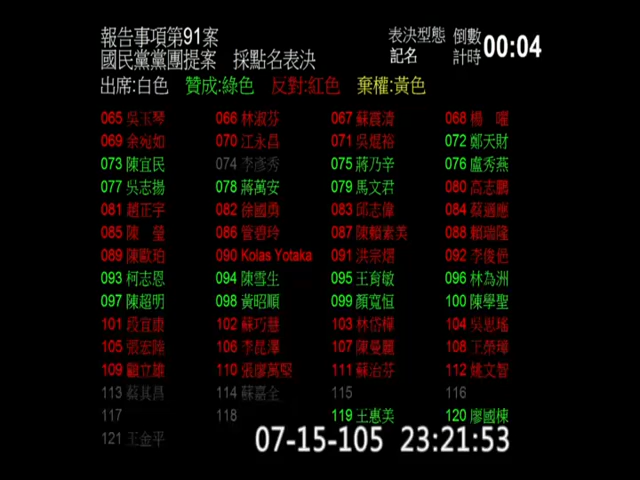 報告事項第91案 表決型態 倒數 00:04
國民黨黨團提案 採點名表決 記名 計時
出席:白色 贊成:綠色 反對:紅色 棄權:黃色
065 吳玉琴 066 林淑芬 067 蘇震清 068 楊 曜
069 余宛如 070 江永昌 071 吳焜裕 072 鄭天財
073 陳宜民 074 李彥秀 075 蔣乃辛 076 盧秀燕
077 吳志揚 078 蔣萬安 079 馬文君 080 高志鵬
081 趙正宇 082 徐國勇 083 邱志偉 084 蔡適應
085 陳 瑩 086 管碧玲 087 陳賴素美 088 賴瑞隆
089 陳歐珀 090 Kolas Yotaka 091 洪宗熠 092 李俊俋
093 柯志恩 094 陳雪生 095 王育敏 096 林為洲
097 陳超明 098 黃昭順 099 顏寬恒 100 陳學聖
101 段宜康 102 蘇巧慧 103 林岱樺 104 吳思瑤
105 張宏陸 106 李昆澤 107 陳曼麗 108 王榮璋
109 顧立雄 110 張廖萬堅 111 蘇治芬 112 姚文智
113 蔡其昌 114 蘇嘉全 115 116
117 118 119 王惠美 120 廖國棟
121 王金平 07-15-105 23:21:53